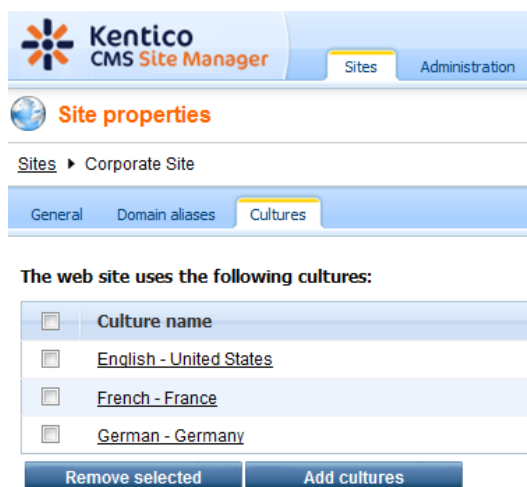 Kentico
CMS Site Manager
Sites Administration
Site properties
Sites ▸ Corporate Site
General Domain aliases Cultures
The web site uses the following cultures:
Culture name
English - United States
French - France
German - Germany
Remove selected Add cultures